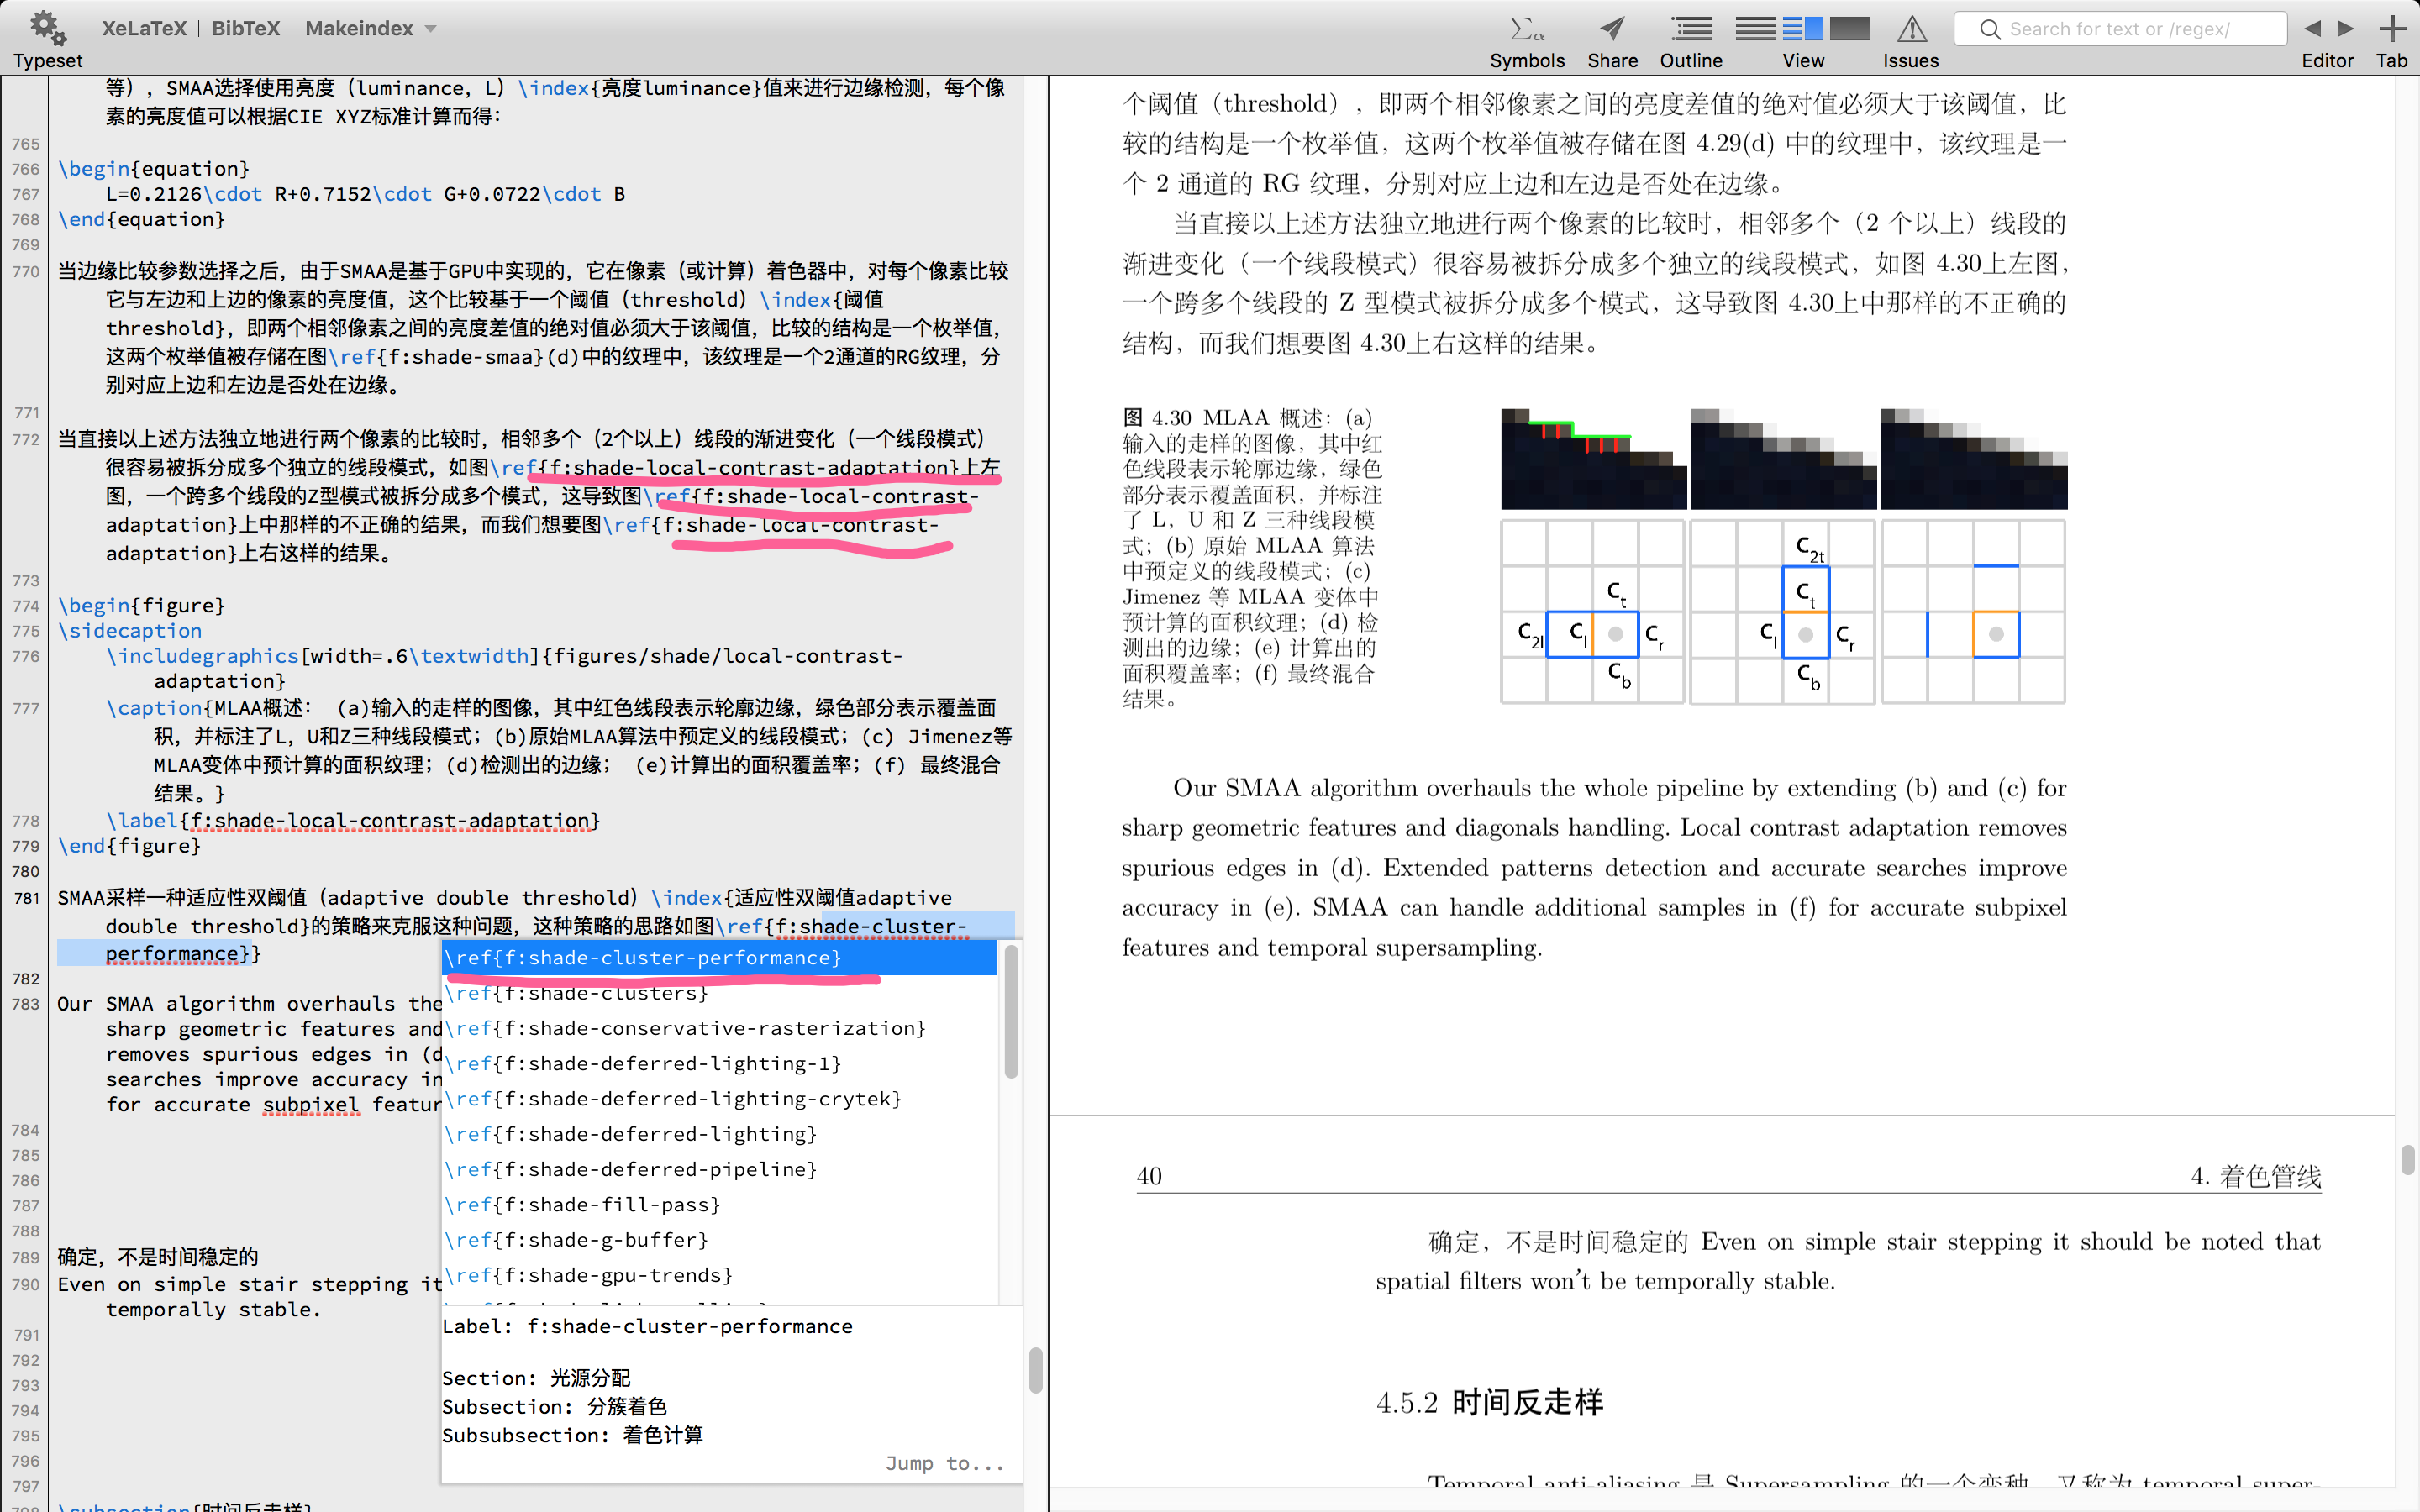 XeLaTeX | BibTeX | Makeindex
Search for text or /regex/
Typeset
Symbols
Share
Outline
View
Issues
Editor
Tab
等），SMAA选择使用亮度（luminance, L）\index{亮度luminance}值来进行边缘检测，每个像
素的亮度值可以根据CIE XYZ标准计算而得：
765
766 \begin{equation}
767 L=0.2126\cdot R+0.7152\cdot G+0.0722\cdot B
768 \end{equation}
769
770 当边缘比较参数选择之后，由于SMAA是基于GPU中实现的，它在像素（或计算）着色器中，对每个像素比较
它与左边和上边的像素的亮度值，这个比较基于一个阈值（threshold）\index{阈值
threshold}，即两个相邻像素之间的亮度差值的绝对值必须大于该阈值，比较的结构是一个枚举值，
这两个枚举值被存储在图\ref{f:shade-smaa}(d)中的纹理中，该纹理是一个2通道的RG纹理，分
别对应上边和左边是否处在边缘。
771
772 当直接以上述方法独立地进行两个像素的比较时，相邻多个（2个以上）线段的渐进变化（一个线段模式）
很容易被拆分成多个独立的线段模式，如图\ref{f:shade-local-contrast-adaptation}上左
图，一个跨多个线段的Z型模式被拆分成多个模式，这导致图\ref{f:shade-local-contrast-
adaptation}上中那样的不正确的结果，而我们想要图\ref{f:shade-local-contrast-
adaptation}上右这样的结果。
773
774 \begin{figure}
775 \sidecaption
776 \includegraphics[width=.6\textwidth]{figures/shade/local-contrast-
adaptation}
777 \caption{MLAA概述： (a)输入的走样的图像，其中红色线段表示轮廓边缘，绿色部分表示覆盖面
积，并标注了L，U和Z三种线段模式；(b)原始MLAA算法中预定义的线段模式；(c) Jimenez等
MLAA变体中预计算的面积纹理；(d)检测出的边缘； (e)计算出的面积覆盖率；(f) 最终混合
结果。}
778 \label{f:shade-local-contrast-adaptation}
779 \end{figure}
780
781 SMAA采样一种适应性双阈值（adaptive double threshold）\index{适应性双阈值adaptive
double threshold}的策略来克服这种问题，这种策略的思路如图\ref{f:shade-cluster-
performance}}
782
783 Our SMAA algorithm overhauls the
sharp geometric features and
removes spurious edges in (d
searches improve accuracy in
for accurate subpixel featur
784
785
786
787
788
789 确定，不是时间稳定的
790 Even on simple stair stepping it
temporally stable.
791
792
793
794
795
796
797
\subsection{时间反走样}
\ref{f:shade-cluster-performance}
\ref{f:shade-clusters}
\ref{f:shade-conservative-rasterization}
\ref{f:shade-deferred-lighting-1}
\ref{f:shade-deferred-lighting-crytek}
\ref{f:shade-deferred-lighting}
\ref{f:shade-deferred-pipeline}
\ref{f:shade-fill-pass}
\ref{f:shade-g-buffer}
\ref{f:shade-gpu-trends}
Label: f:shade-cluster-performance
Section: 光源分配
Subsection: 分簇着色
Subsubsection: 着色计算
Jump to...
个阈值（threshold），即两个相邻像素之间的亮度差值的绝对值必须大于该阈值，比
较的结构是一个枚举值，这两个枚举值被存储在图 4.29(d) 中的纹理中，该纹理是一
个 2 通道的 RG 纹理，分别对应上边和左边是否处在边缘。
当直接以上述方法独立地进行两个像素的比较时，相邻多个（2 个以上）线段的
渐进变化（一个线段模式）很容易被拆分成多个独立的线段模式，如图 4.30上左图，
一个跨多个线段的 Z 型模式被拆分成多个模式，这导致图 4.30上中那样的不正确的
结构，而我们想要图 4.30上右这样的结果。
图 4.30 MLAA 概述：(a)
输入的走样的图像，其中红
色线段表示轮廓边缘，绿色
部分表示覆盖面积，并标注
了 L，U 和 Z 三种线段模
式；(b) 原始 MLAA 算法
中预定义的线段模式；(c)
Jimenez 等 MLAA 变体中
预计算的面积纹理；(d) 检
测出的边缘；(e) 计算出的
面积覆盖率；(f) 最终混合
结果。
C2t
Ct Ct
C2l Cl Cr Cl Cr
Cb Cb
Our SMAA algorithm overhauls the whole pipeline by extending (b) and (c) for
sharp geometric features and diagonals handling. Local contrast adaptation removes
spurious edges in (d). Extended patterns detection and accurate searches improve
accuracy in (e). SMAA can handle additional samples in (f) for accurate subpixel
features and temporal supersampling.
40
4. 着色管线
确定，不是时间稳定的 Even on simple stair stepping it should be noted that
spatial filters won't be temporally stable.
4.5.2 时间反走样
Temporal anti-aliasing 是 Supersampling 的一个变种，又称为 temporal super-